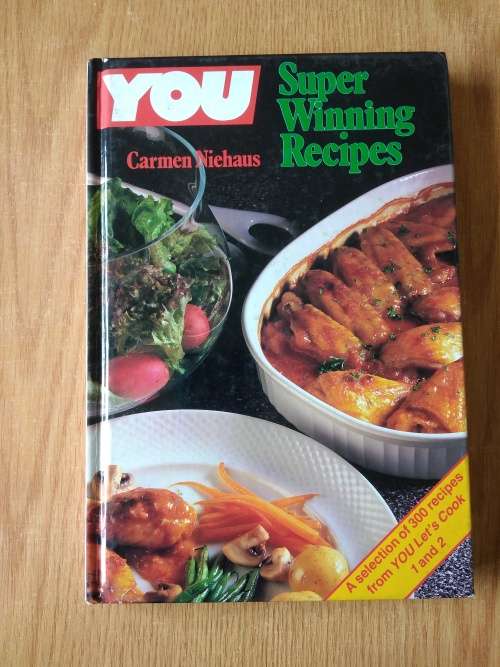 YOU
Super
Winning
Recipes
Carmen Niehaus
A selection of 300 recipes
from YOU Let's Cook
1 and 2